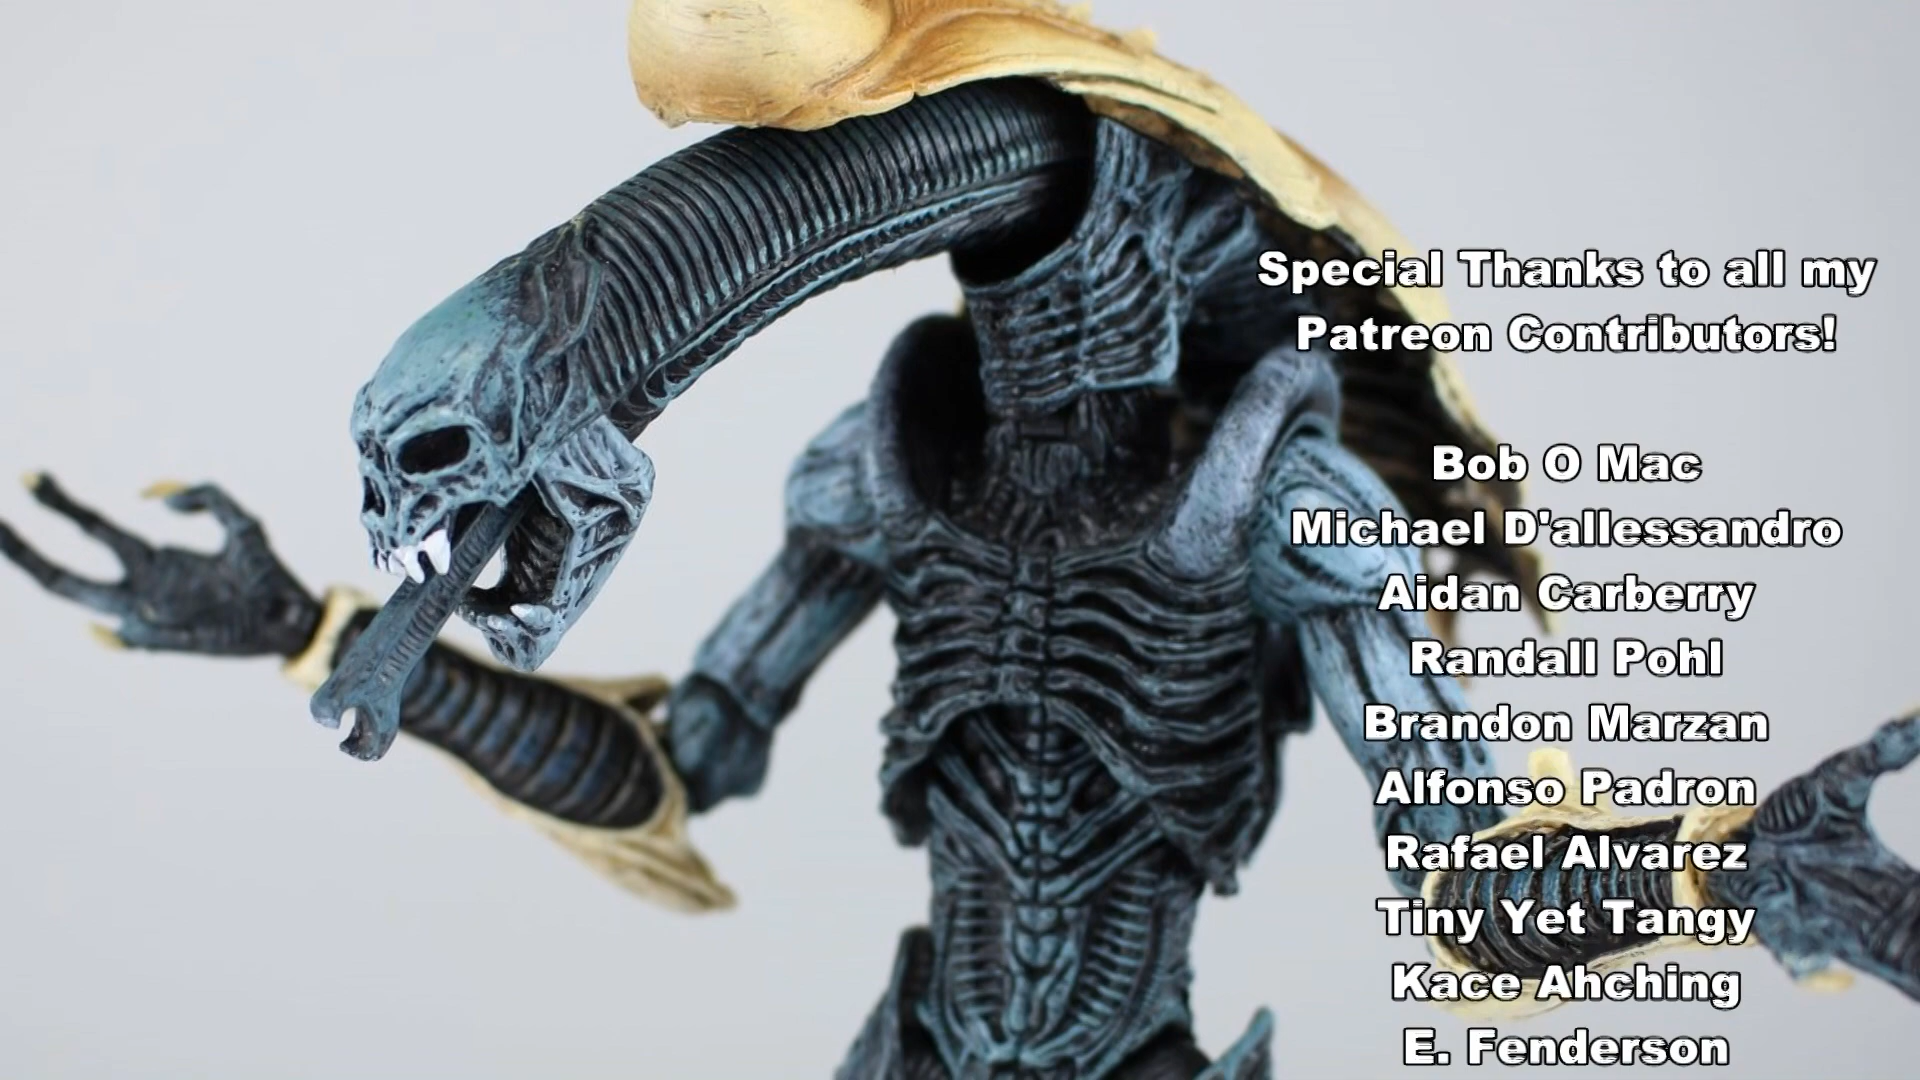 Special Thanks to all my
Patreon Contributors!
Bob O Mac
Michael D'allessandro
Aidan Carberry
Randall Pohl
Brandon Marzan
Alfonso Padron
Rafael Alvarez
Tiny Yet Tangy
Kace Ahching
E. Fenderson